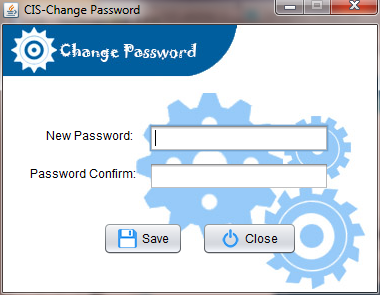 CIS-Change Password
Change Password
New Password:
Password Confirm:
Save Close